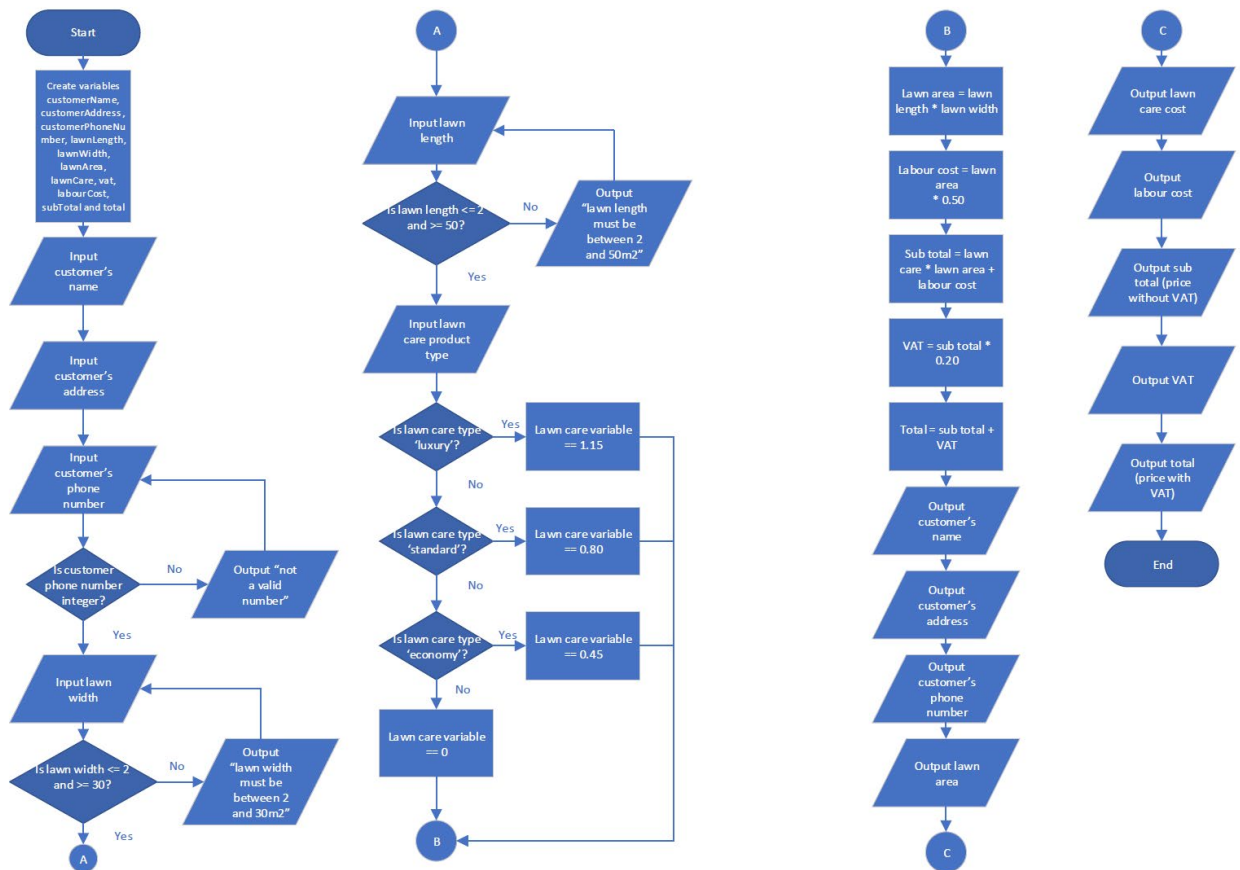 Start
Create variables
customerName,
customerAddress ,
customerPhoneNu
mber, lawnLength,
lawnWidth,
lawnArea,
lawnCare, vat,
labourCost,
subTotal and total
Input
customer's
name
Input
customer's
address
Input
customer's
phone
number
Is customer
phone number
integer?
No
Output "not
a valid
number"
Yes
Input lawn
width
Is lawn width <= 2
and >= 30?
No
Output
"lawn width
must be
between 2
and 30m2"
Yes
A
A
Input lawn
length
Is lawn length <= 2
and >= 50?
No
Output
"lawn length
must be
between 2
and 50m2"
Yes
Input lawn
care product
type
Is lawn care type
'luxury'?
Yes
Lawn care variable
== 1.15
No
Is lawn care type
'standard'?
Yes
Lawn care variable
== 0.80
No
Is lawn care type
'economy'?
Yes
Lawn care variable
== 0.45
No
Lawn care variable
== 0
B
B
Lawn area = lawn
length * lawn width
Labour cost = lawn
area
* 0.50
Sub total = lawn
care * lawn area +
labour cost
VAT = sub total *
0.20
Total = sub total +
VAT
Output
customer's
name
Output
customer's
address
Output
customer's
phone
number
Output lawn
area
C
C
Output lawn
care cost
Output
labour cost
Output sub
total (price
without VAT)
Output VAT
Output total
(price with
VAT)
End